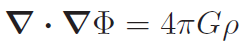 ∇ · ∇Φ = 4πGρ